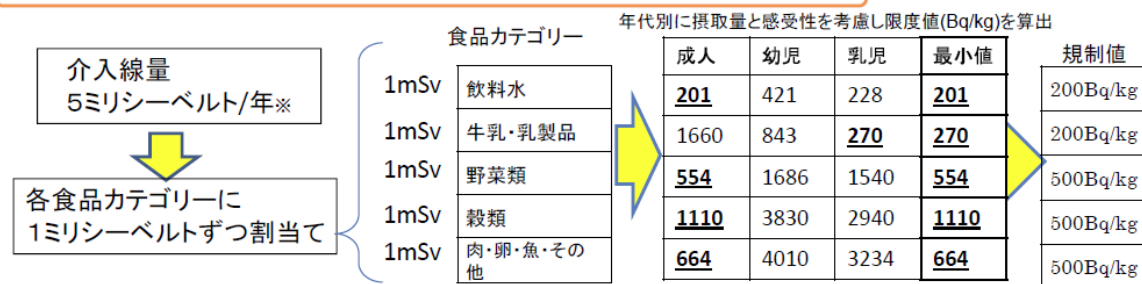 年代別に摂取量と感受性を考慮し限度値(Bq/kg)を算出
食品カテゴリー
成人 幼児 乳児 最小値 規制値
介入線量
5ミリシーベルト/年※
1mSv 飲料水 201 421 228 201 200Bq/kg
1mSv 牛乳・乳製品 1660 843 270 270 200Bq/kg
1mSv 野菜類 554 1686 1540 554 500Bq/kg
各食品カテゴリーに
1ミリシーベルトずつ割当て
1mSv 穀類 1110 3830 2940 1110 500Bq/kg
1mSv 肉・卵・魚・その
他 664 4010 3234 664 500Bq/kg